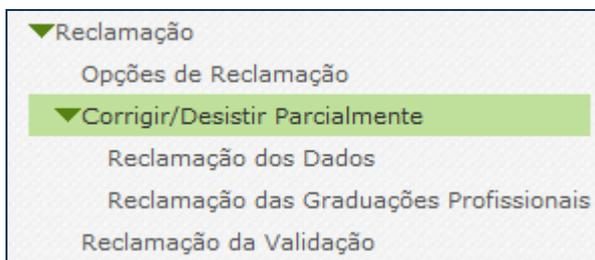 Reclamação
Opções de Reclamação
Corrigir/Desistir Parcialmente
Reclamação dos Dados
Reclamação das Graduações Profissionais
Reclamação da Validação